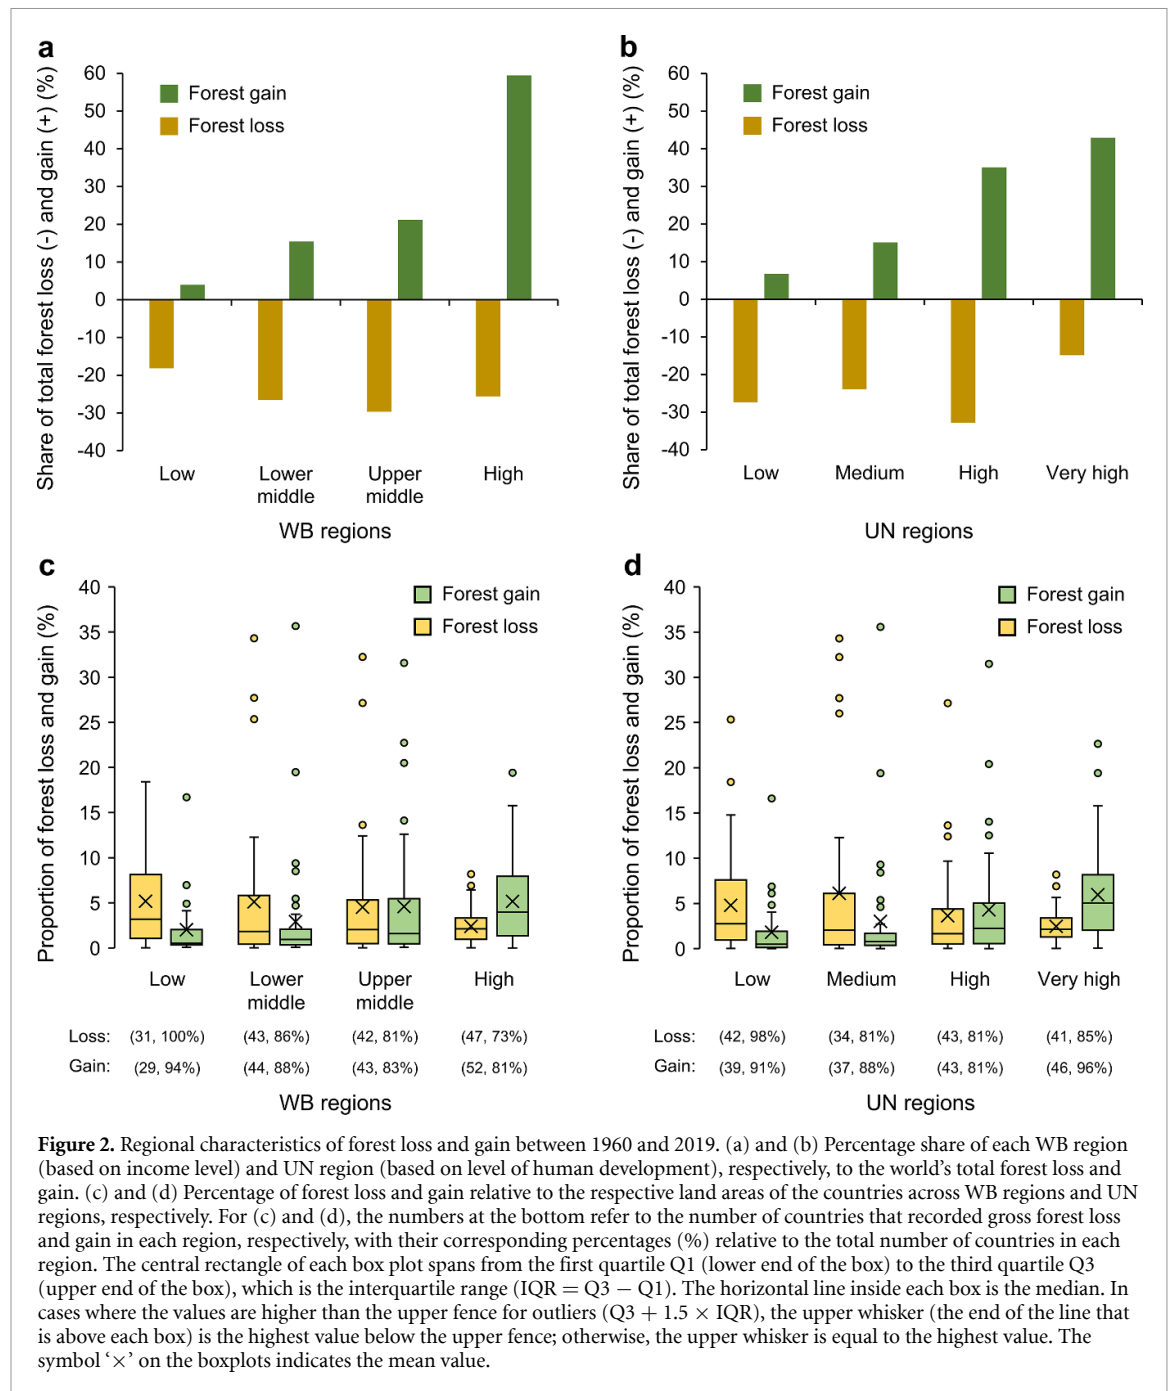 a
Share of total forest loss (-) and gain (+) (%)
60
50
40
30
20
10
0
-10
-20
-30
-40
Forest gain
Forest loss
Low
Lower middle
Upper middle
High
WB regions
b
Share of total forest loss (-) and gain (+) (%)
60
50
40
30
20
10
0
-10
-20
-30
-40
Forest gain
Forest loss
Low
Medium
High
Very high
UN regions
c
Proportion of forest loss and gain (%)
40
35
30
25
20
15
10
5
0
Forest gain
Forest loss
Low
Lower middle
Upper middle
High
Loss: (31, 100%) (43, 86%) (42, 81%) (47, 73%)
Gain: (29, 94%) (44, 88%) (43, 83%) (52, 81%)
WB regions
d
Proportion of forest loss and gain (%)
40
35
30
25
20
15
10
5
0
Forest gain
Forest loss
Low
Medium
High
Very high
Loss: (42, 98%) (34, 81%) (43, 81%) (41, 85%)
Gain: (39, 91%) (37, 88%) (43, 81%) (46, 96%)
UN regions
Figure 2. Regional characteristics of forest loss and gain between 1960 and 2019. (a) and (b) Percentage share of each WB region
(based on income level) and UN region (based on level of human development), respectively, to the world's total forest loss and
gain. (c) and (d) Percentage of forest loss and gain relative to the respective land areas of the countries across WB regions and UN
regions, respectively. For (c) and (d), the numbers at the bottom refer to the number of countries that recorded gross forest loss
and gain in each region, respectively, with their corresponding percentages (%) relative to the total number of countries in each
region. The central rectangle of each box plot spans from the first quartile Q1 (lower end of the box) to the third quartile Q3
(upper end of the box), which is the interquartile range (IQR = Q3 − Q1). The horizontal line inside each box is the median. In
cases where the values are higher than the upper fence for outliers (Q3 + 1.5 × IQR), the upper whisker (the end of the line that
is above each box) is the highest value below the upper fence; otherwise, the upper whisker is equal to the highest value. The
symbol '×' on the boxplots indicates the mean value.